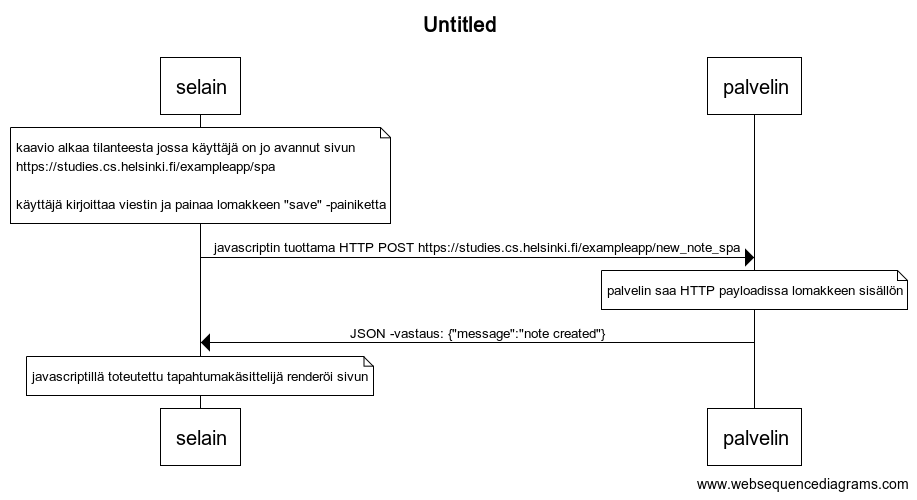 Untitled
selain
palvelin
kaavio alkaa tilanteesta jossa käyttäjä on jo avannut sivun
https://studies.cs.helsinki.fi/exampleapp/spa
käyttäjä kirjoittaa viestin ja painaa lomakkeen "save" -painiketta
javascriptin tuottama HTTP POST https://studies.cs.helsinki.fi/exampleapp/new_note_spa
palvelin saa HTTP payloadissa lomakkeen sisällön
JSON -vastaus: {"message":"note created"}
javascriptillä toteutettu tapahtumakäsittelijä renderöi sivun
selain
palvelin
www.websequencediagrams.com